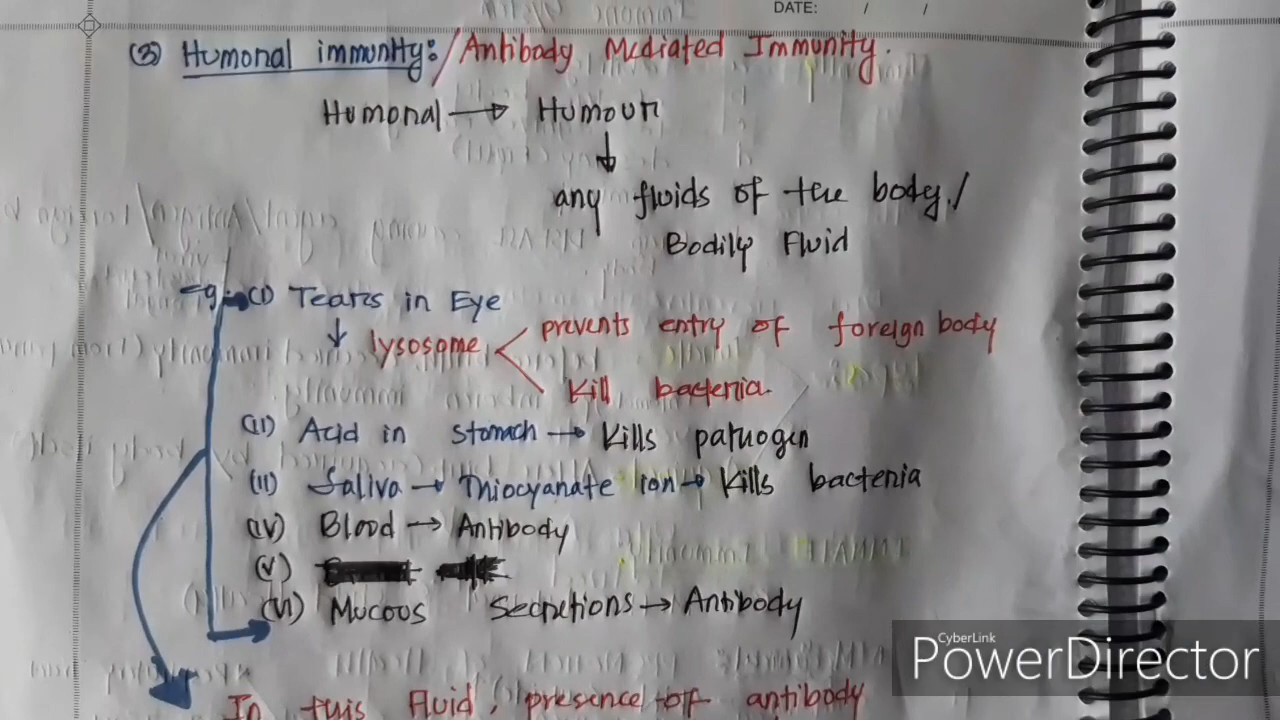 DATE: / /
(3) Humoral immunity:/Antibody Mediated Immunity.
Humoral → Humour
↓
any fluids of the body./
Bodily Fluid
eg. (i) Tears in Eye
↓ lysosome < prevents entry of foreign body
Kill bacteria.
(ii) Acid in stomach → Kills pathogen
(iii) Saliva → Thiocyanate ion → Kills bacteria
(iv) Blood → Antibody
(v)
(vi) Mucous Secretions → Antibody
In this fluid, presence of antibody
CyberLink
PowerDirector